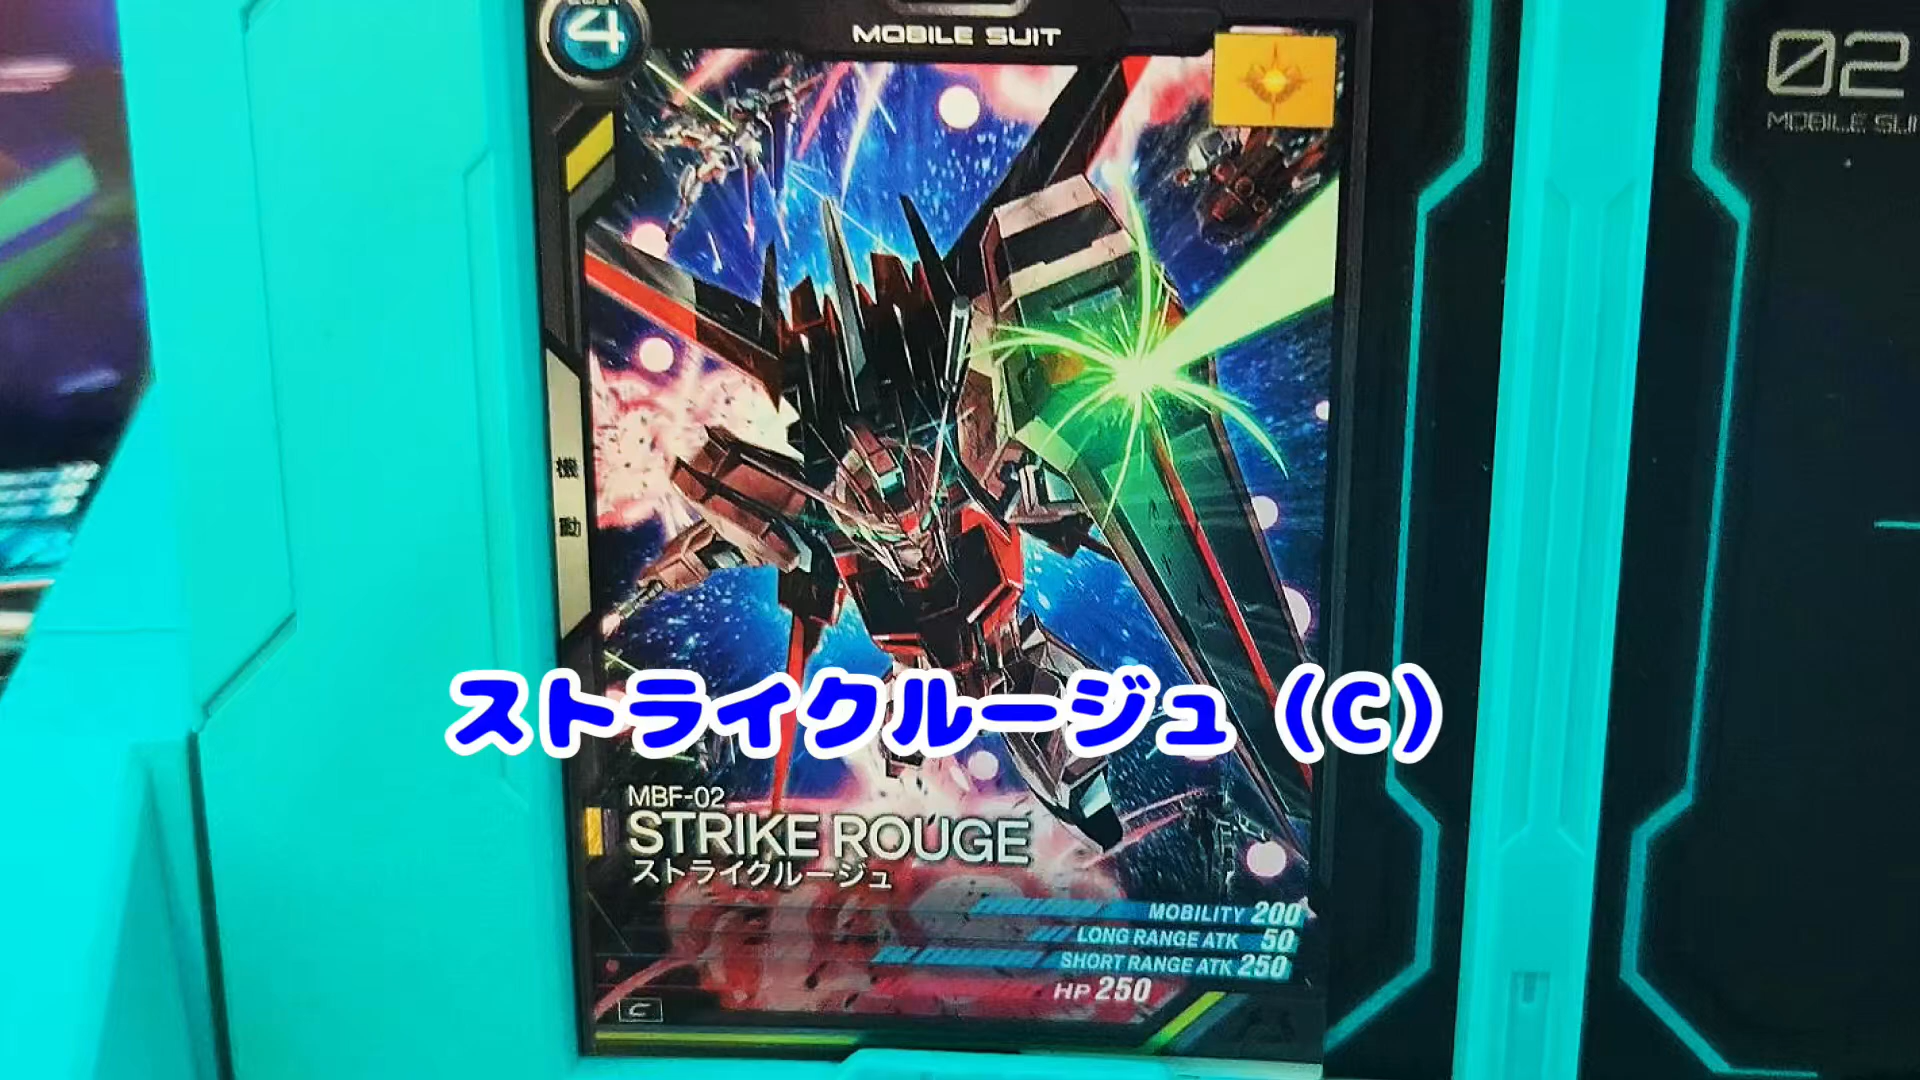 4
MOBILE SUIT
02
機動
ストライクルージュ（C）
MBF-02
STRIKE ROUGE
ストライクルージュ
MOBILITY 200
LONG RANGE ATK 50
SHORT RANGE ATK 250
HP 250
C